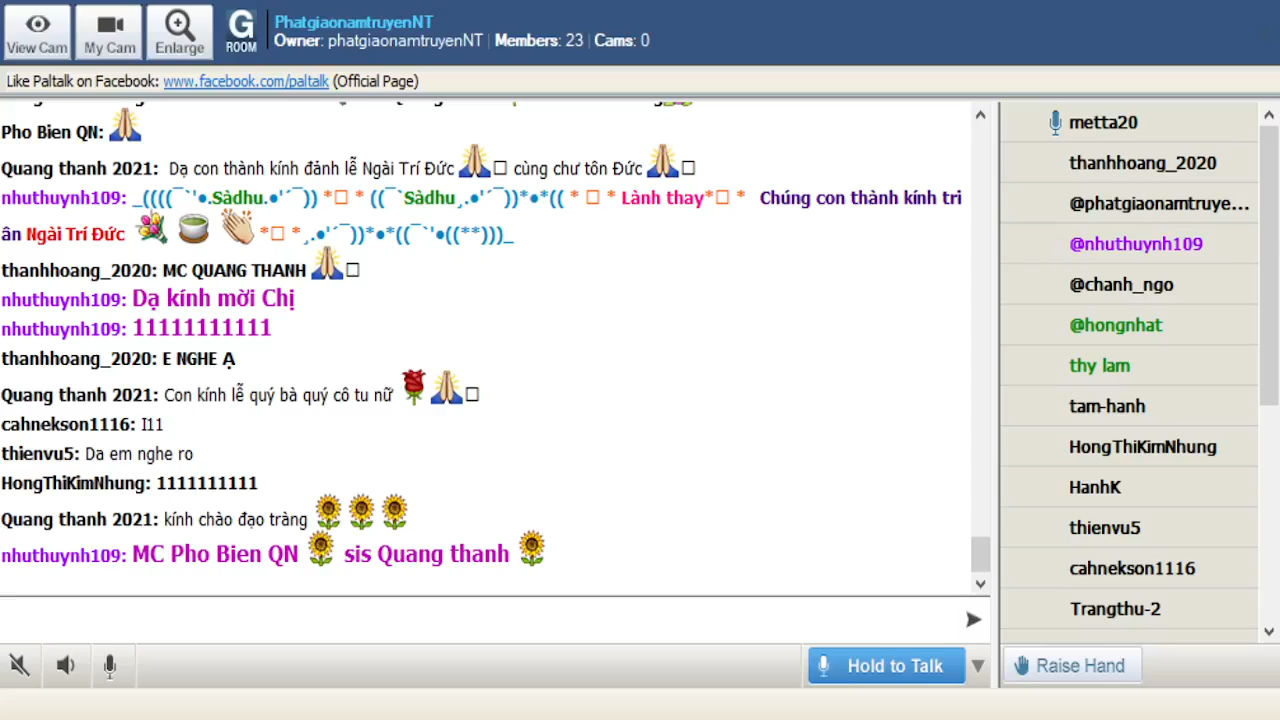 View Cam
My Cam
Enlarge
G
ROOM
PhatgiaonamtruyenNT
Owner: phatgiaonamtruyenNT | Members: 23 | Cams: 0
Like Paltalk on Facebook: www.facebook.com/paltalk (Official Page)
Pho Bien QN:
Quang thanh 2021: Dạ con thành kính đảnh lễ Ngài Trí Đức cùng chư tôn Đức
nhuthuynh109: _((((¯`'•.Sàdhu.•'´¯)) *□ * ((¯`Sàdhu¸.•'´¯))*•*(( * □ * Lành thay*□ * Chúng con thành kính tri
ân Ngài Trí Đức *□ *¸.•'´¯))*•*((¯`'•((**)))_
thanhhoang_2020: MC QUANG THANH
nhuthuynh109: Dạ kính mời Chị
nhuthuynh109: 11111111111
thanhhoang_2020: E NGHE Ạ
Quang thanh 2021: Con kính lễ quý bà quý cô tu nữ
cahnekson1116: I11
thienvu5: Da em nghe ro
HongThiKimNhung: 1111111111
Quang thanh 2021: kính chào đạo tràng
nhuthuynh109: MC Pho Bien QN sis Quang thanh
Hold to Talk
metta20
thanhhoang_2020
@phatgiaonamtruye...
@nhuthuynh109
@chanh_ngo
@hongnhat
thy lam
tam-hanh
HongThiKimNhung
HanhK
thienvu5
cahnekson1116
Trangthu-2
Raise Hand